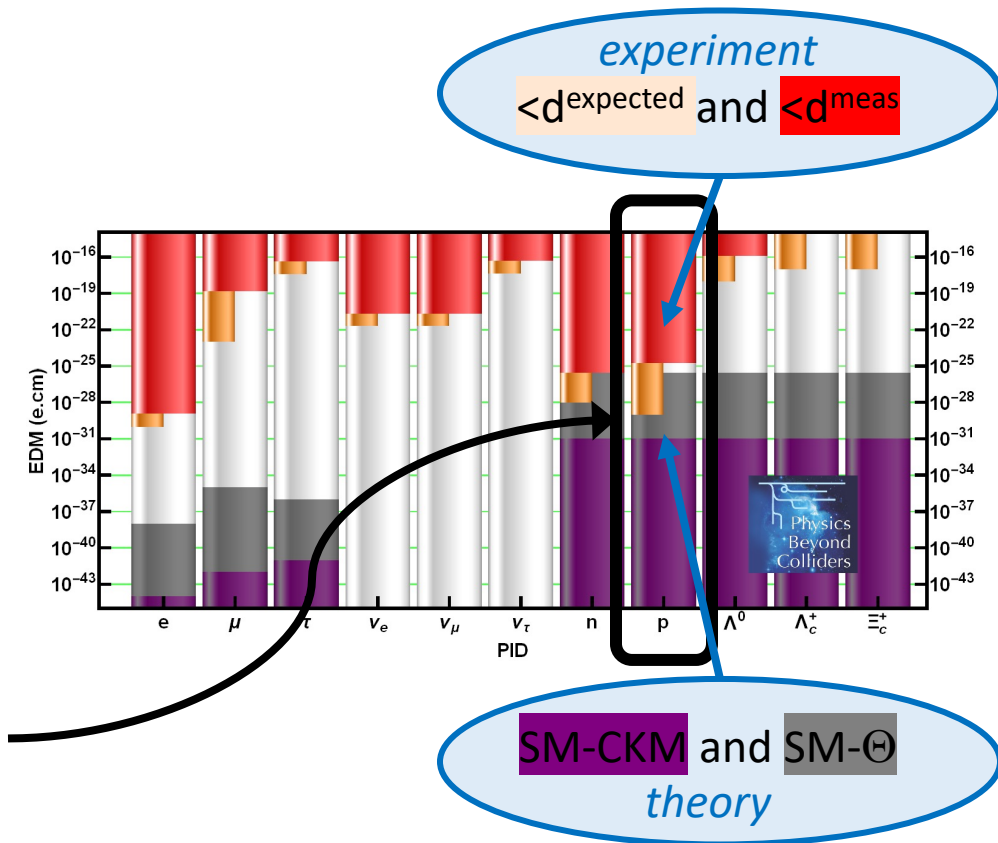 experiment
<d^expected and <d^meas
10⁻¹⁶ 10⁻¹⁶
10⁻¹⁹ 10⁻¹⁹
10⁻²² 10⁻²²
10⁻²⁵ 10⁻²⁵
10⁻²⁸ 10⁻²⁸
10⁻³¹ 10⁻³¹
10⁻³⁴ 10⁻³⁴
10⁻³⁷ 10⁻³⁷
10⁻⁴⁰ 10⁻⁴⁰
10⁻⁴³ 10⁻⁴³
EDM (e.cm)
Physics
Beyond
Colliders
e μ τ νₑ ν_μ ν_τ n p Λ⁰ Λ_c⁺ Ξ_c⁺
PID
SM-CKM and SM-Θ
theory